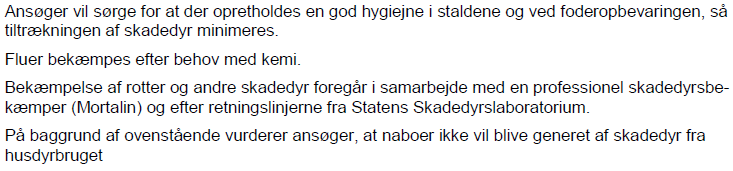 Ansøger vil sørge for at der opretholdes en god hygiejne i staldene og ved foderopbevaringen, så
tiltrækningen af skadedyr minimeres.
Fluer bekæmpes efter behov med kemi.
Bekæmpelse af rotter og andre skadedyr foregår i samarbejde med en professionel skadedyrsbe-
kæmper (Mortalin) og efter retningslinjerne fra Statens Skadedyrslaboratorium.
På baggrund af ovenstående vurderer ansøger, at naboer ikke vil blive generet af skadedyr fra
husdyrbruget